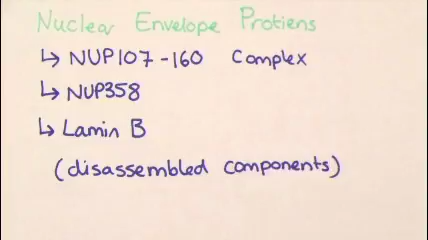 Nuclear Envelope Protiens
↳ NUP107-160 Complex
↳ NUP358
↳ Lamin B
(disassembled components)